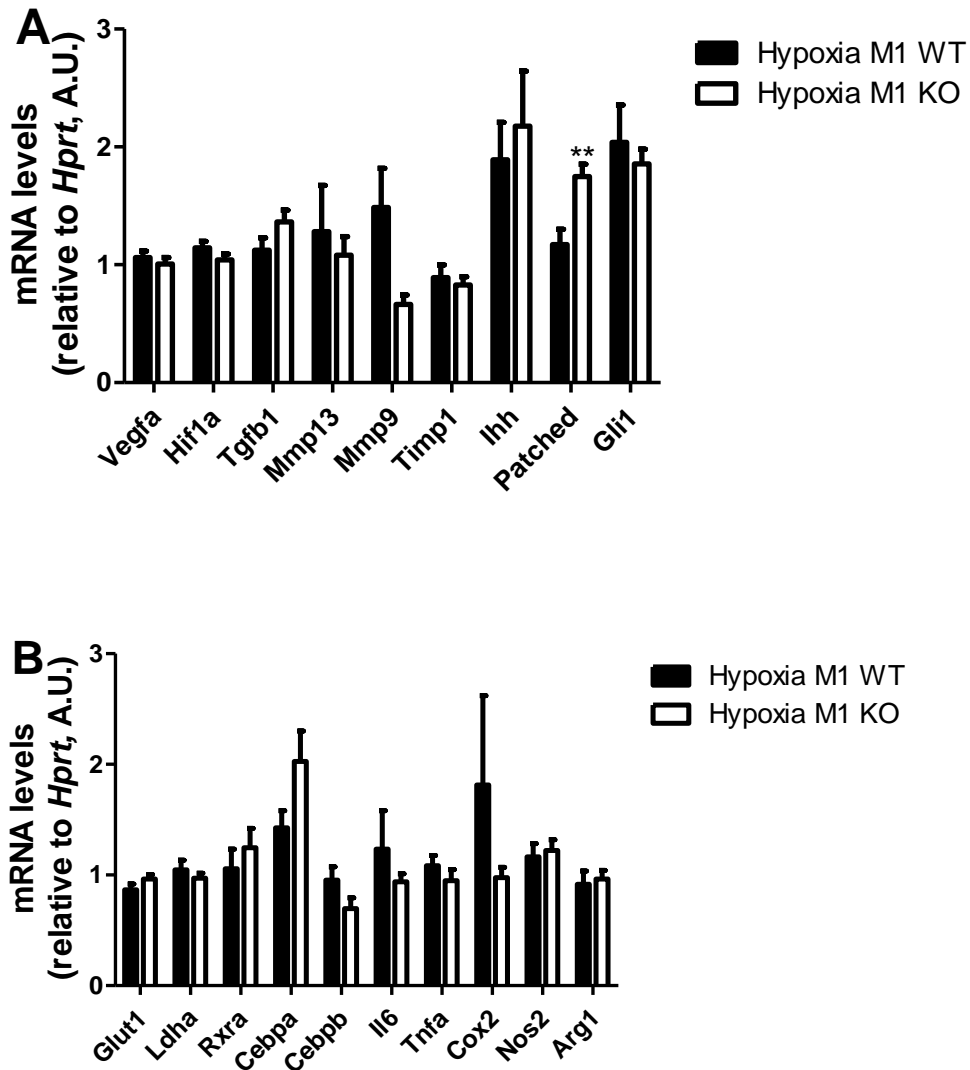 A
3
2
1
0
mRNA levels
(relative to Hprt, A.U.)
Hypoxia M1 WT
Hypoxia M1 KO
**
Vegfa
Hif1a
Tgfb1
Mmp13
Mmp9
Timp1
Ihh
Patched
Gli1
B
3
2
1
0
mRNA levels
(relative to Hprt, A.U.)
Hypoxia M1 WT
Hypoxia M1 KO
Glut1
Ldha
Rxra
Cebpa
Cebpb
Il6
Tnfa
Cox2
Nos2
Arg1